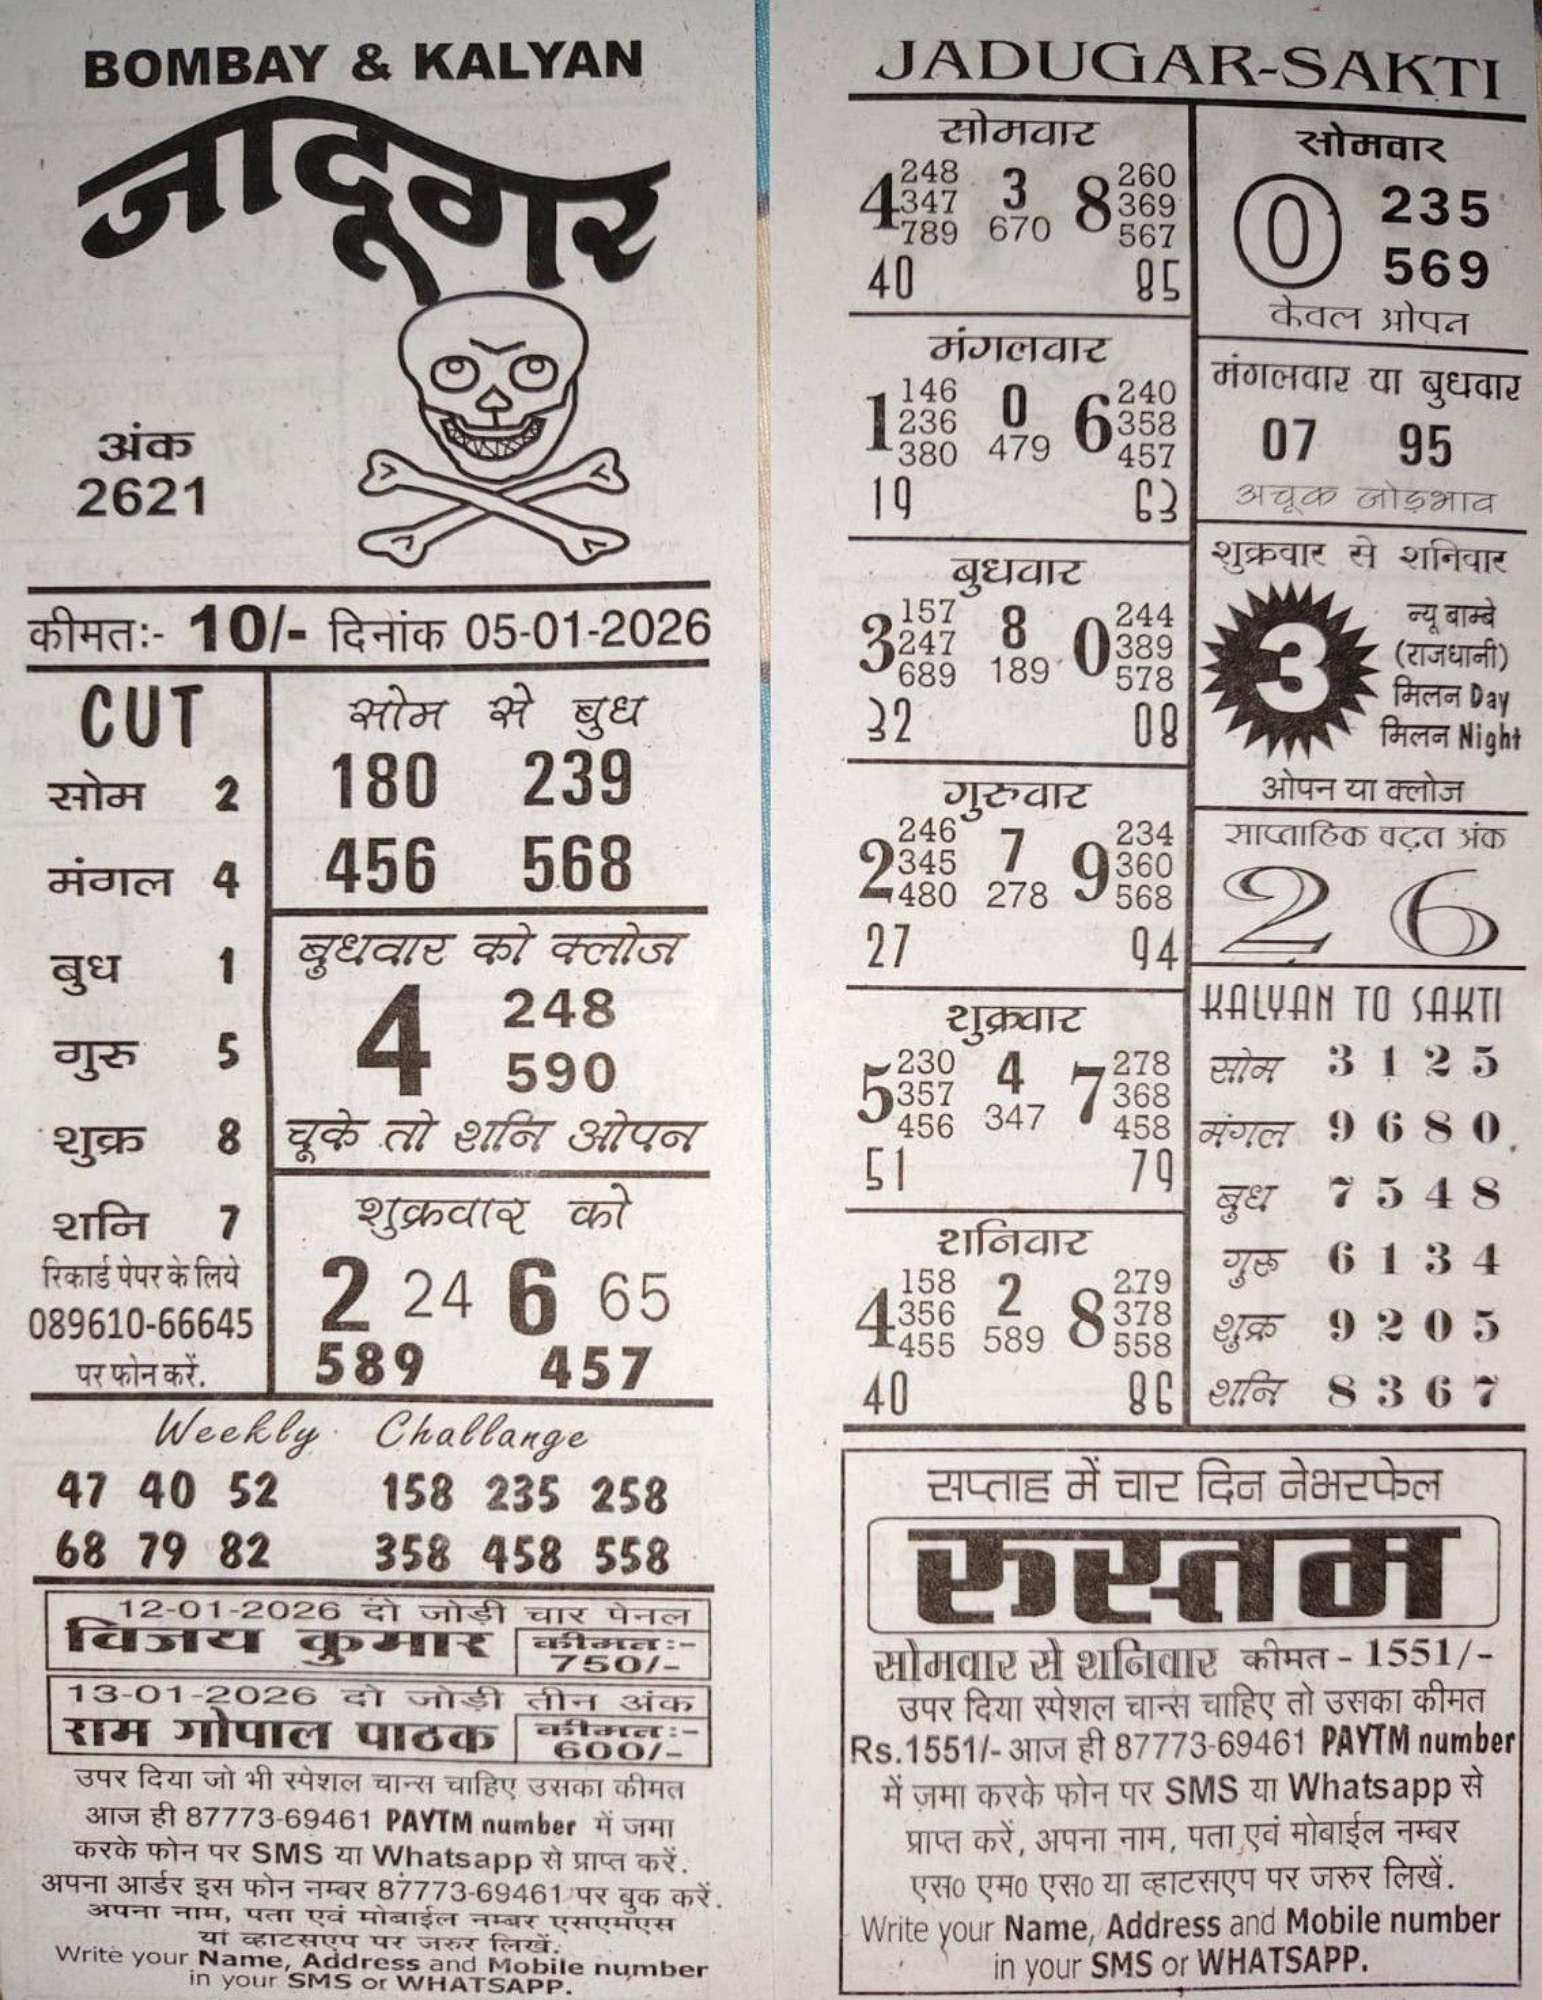 BOMBAY & KALYAN
जादूगर
अंक
2621
कीमतः- 10/- दिनांक 05-01-2026
CUT
सोम 2
मंगल 4
बुध 1
गुरु 5
शुक्र 8
शनि 7
रिकार्ड पेपर के लिये
089610-66645
पर फोन करें.
सोम से बुध
180 239
456 568
बुधवार को क्लोज
4 248
590
चूके तो शनि ओपन
शुक्रवार को
2 24 6 65
589 457
Weekly Challange
47 40 52 158 235 258
68 79 82 358 458 558
12-01-2026 दो जोड़ी चार पेनल
विजय कुमार कीमतः-
750/-
13-01-2026 दो जोड़ी तीन अंक
राम गोपाल पाठक कीमतः-
600/-
उपर दिया जो भी स्पेशल चान्स चाहिए उसका कीमत
आज ही 87773-69461 PAYTM number में जमा
करके फोन पर SMS या Whatsapp से प्राप्त करें.
अपना आर्डर इस फोन नम्बर 87773-69461 पर बुक करें.
अपना नाम, पता एवं मोबाईल नम्बर एसएमएस
या व्हाटसएप पर जरुर लिखें.
Write your Name, Address and Mobile number
in your SMS or WHATSAPP.
JADUGAR-SAKTI
सोमवार
248 260
4 347 3 8 369
789 670 567
40 85
मंगलवार
146 240
1 236 0 6 358
380 479 457
19 63
बुधवार
157 244
3 247 8 0 389
689 189 578
32 08
गुरुवार
246 234
2 345 7 9 360
480 278 568
27 94
शुक्रवार
230 278
5 357 4 7 368
456 347 458
51 79
शनिवार
158 279
4 356 2 8 378
455 589 558
40 86
सोमवार
0 235
569
केवल ओपन
मंगलवार या बुधवार
07 95
अचूक जोड़भाव
शुक्रवार से शनिवार
3
न्यू बाम्बे
(राजधानी)
मिलन Day
मिलन Night
ओपन या क्लोज
साप्ताहिक वढ़त अंक
2 6
KALYAN TO SAKTI
सोम 3 1 2 5
मंगल 9 6 8 0
बुध 7 5 4 8
गुरु 6 1 3 4
शुक्र 9 2 0 5
शनि 8 3 6 7
सप्ताह में चार दिन नेभरफेल
रुस्तम
सोमवार से शनिवार कीमत - 1551/-
उपर दिया स्पेशल चान्स चाहिए तो उसका कीमत
Rs.1551/- आज ही 87773-69461 PAYTM number
में ज़मा करके फोन पर SMS या Whatsapp से
प्राप्त करें, अपना नाम, पता एवं मोबाईल नम्बर
एस० एम० एस० या व्हाटसएप पर जरुर लिखें.
Write your Name, Address and Mobile number
in your SMS or WHATSAPP.